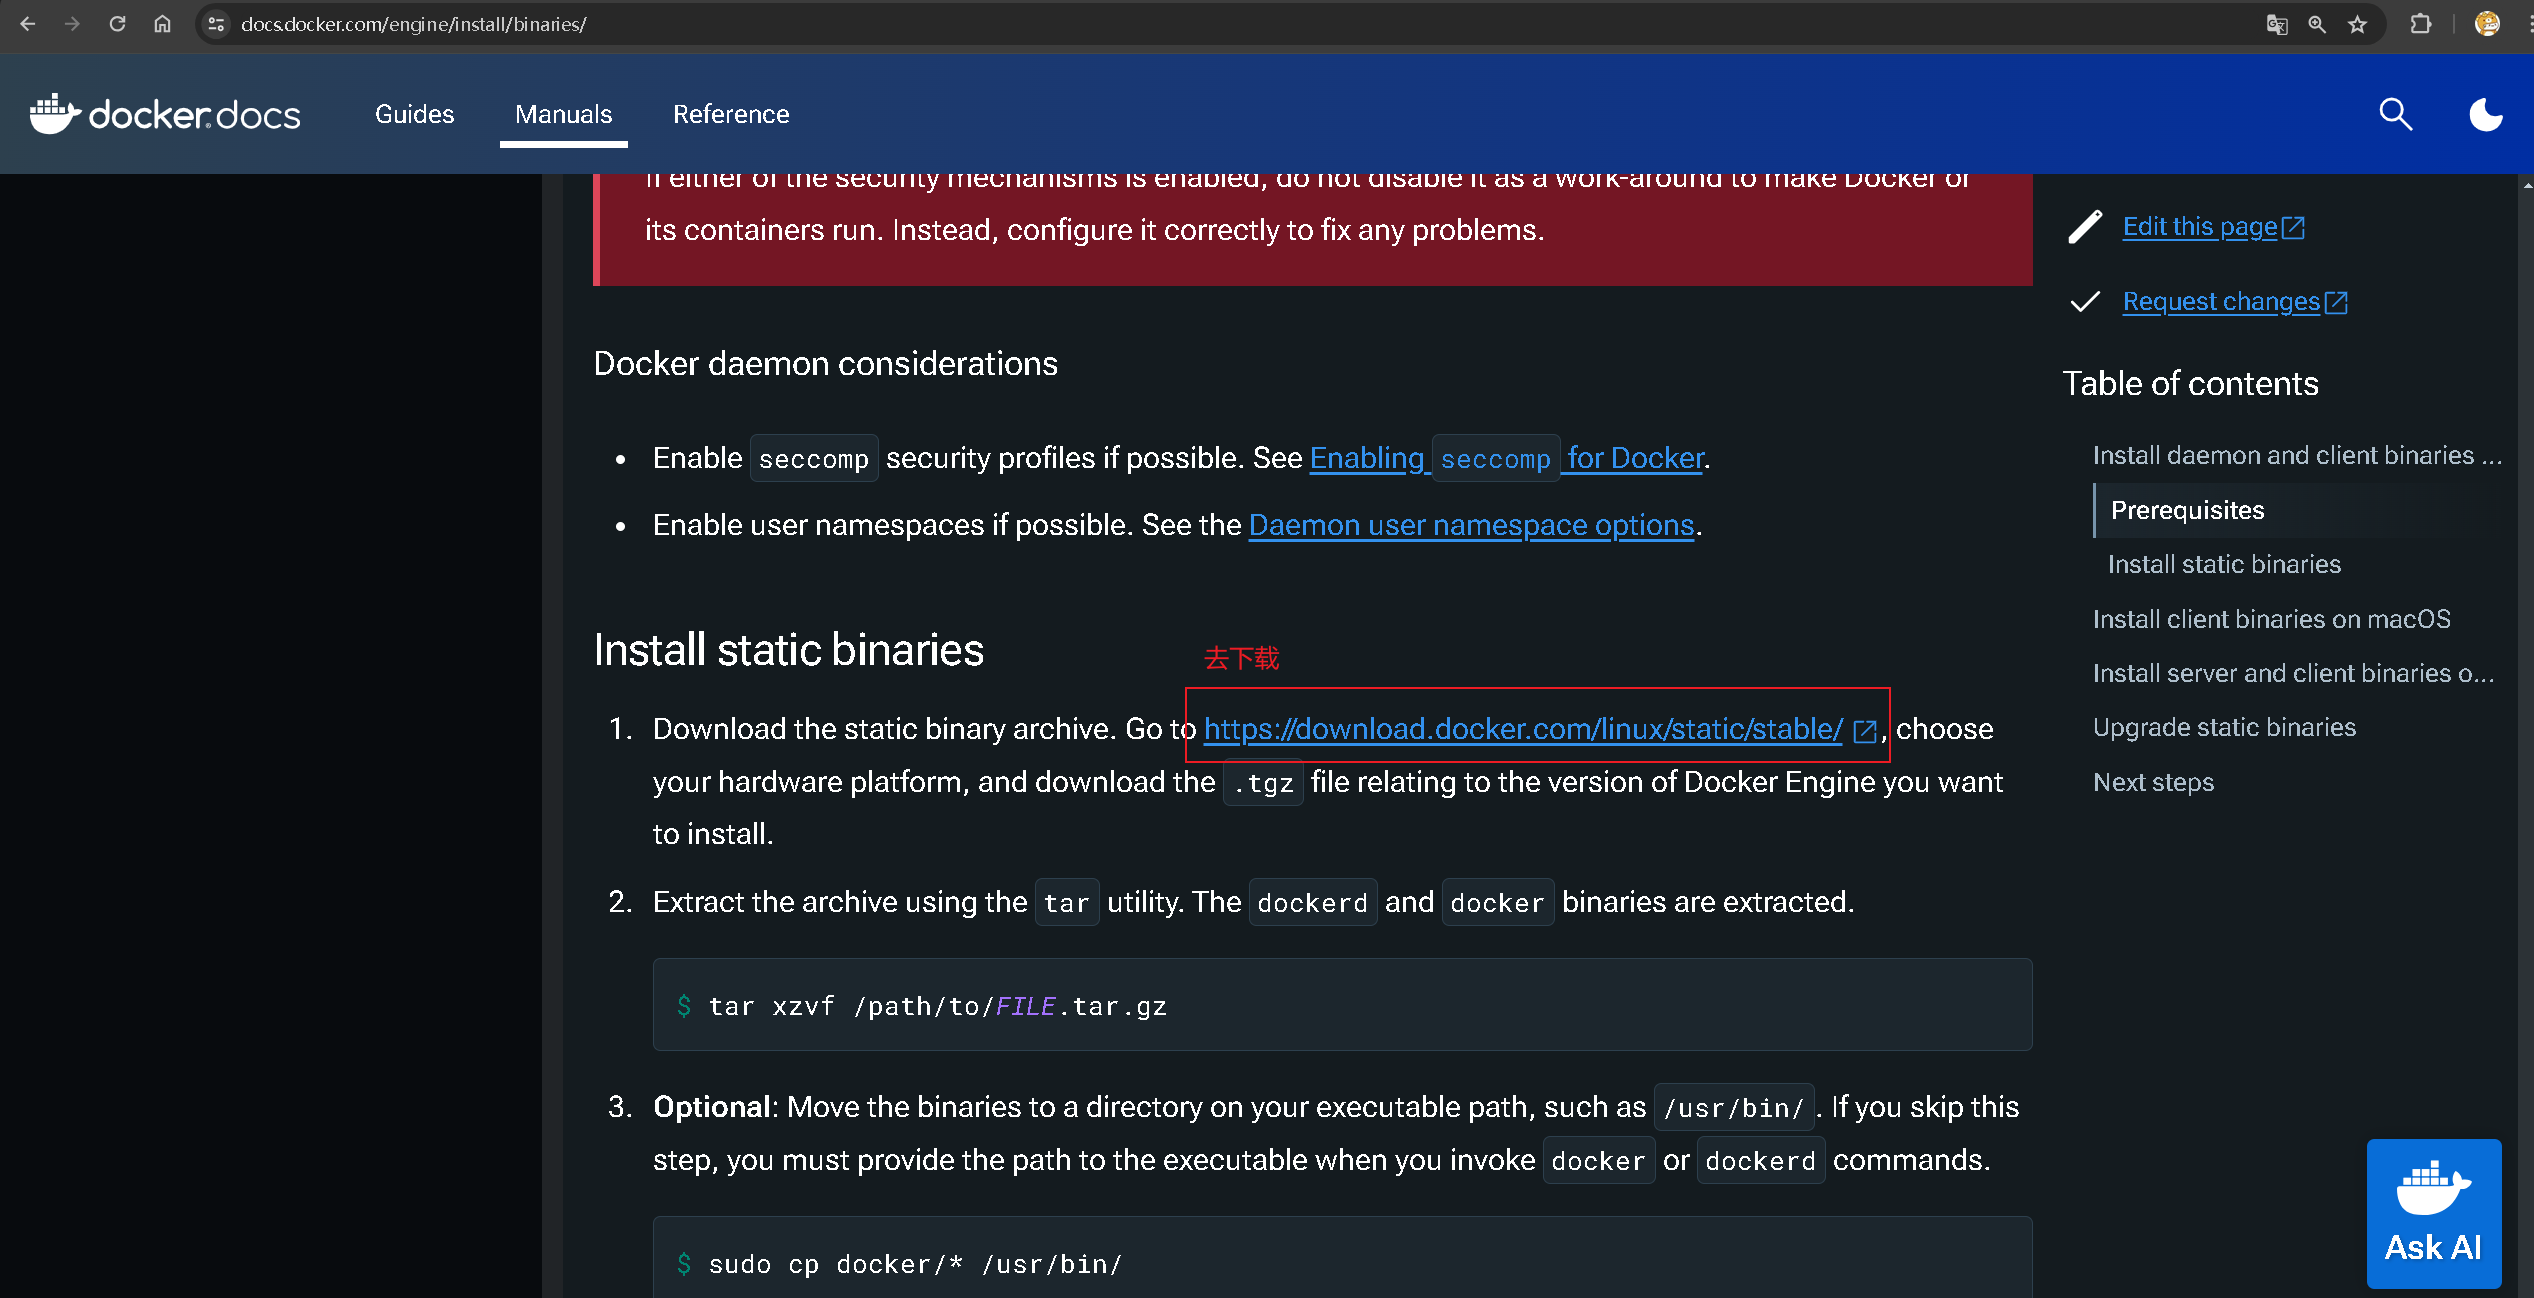 docs.docker.com/engine/install/binaries/
docker.docs
Guides
Manuals
Reference
If either of the security mechanisms is enabled, do not disable it as a work-around to make Docker or
its containers run. Instead, configure it correctly to fix any problems.
Edit this page
Request changes
Docker daemon considerations
Enable seccomp security profiles if possible. See Enabling seccomp for Docker.
Enable user namespaces if possible. See the Daemon user namespace options.
Install static binaries
去下载
1. Download the static binary archive. Go to https://download.docker.com/linux/static/stable/, choose
your hardware platform, and download the .tgz file relating to the version of Docker Engine you want
to install.
2. Extract the archive using the tar utility. The dockerd and docker binaries are extracted.
$ tar xzvf /path/to/FILE.tar.gz
3. Optional: Move the binaries to a directory on your executable path, such as /usr/bin/. If you skip this
step, you must provide the path to the executable when you invoke docker or dockerd commands.
$ sudo cp docker/* /usr/bin/
Table of contents
Install daemon and client binaries ...
Prerequisites
Install static binaries
Install client binaries on macOS
Install server and client binaries o...
Upgrade static binaries
Next steps
Ask AI